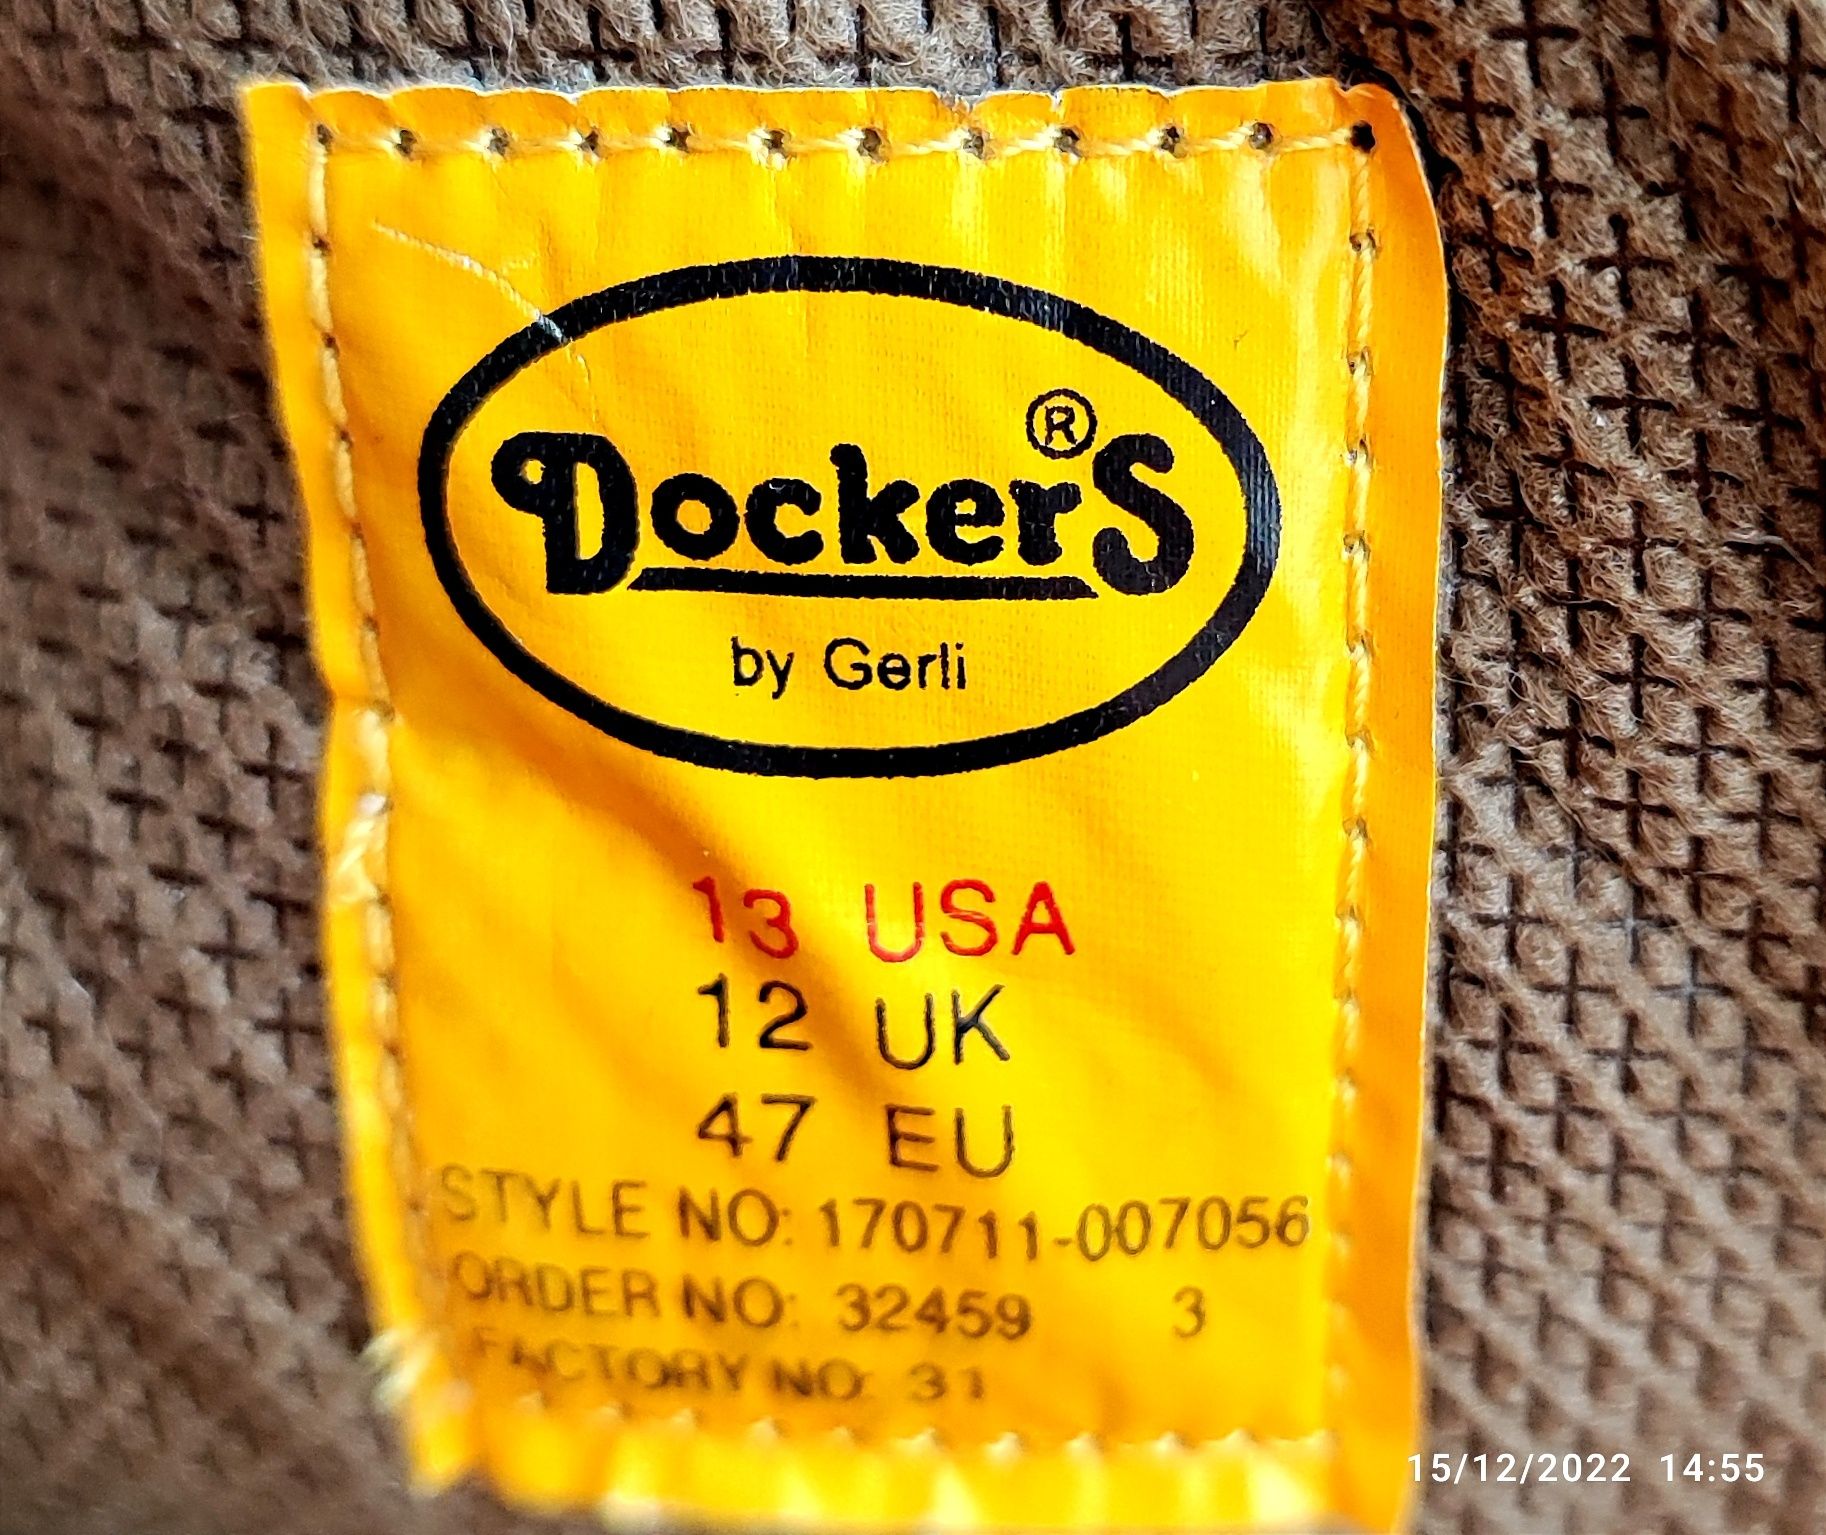 Dockers®
by Gerli
13 USA
12 UK
47 EU
STYLE NO: 170711-007056
ORDER NO: 32459 3
FACTORY NO: 31
15/12/2022 14:55